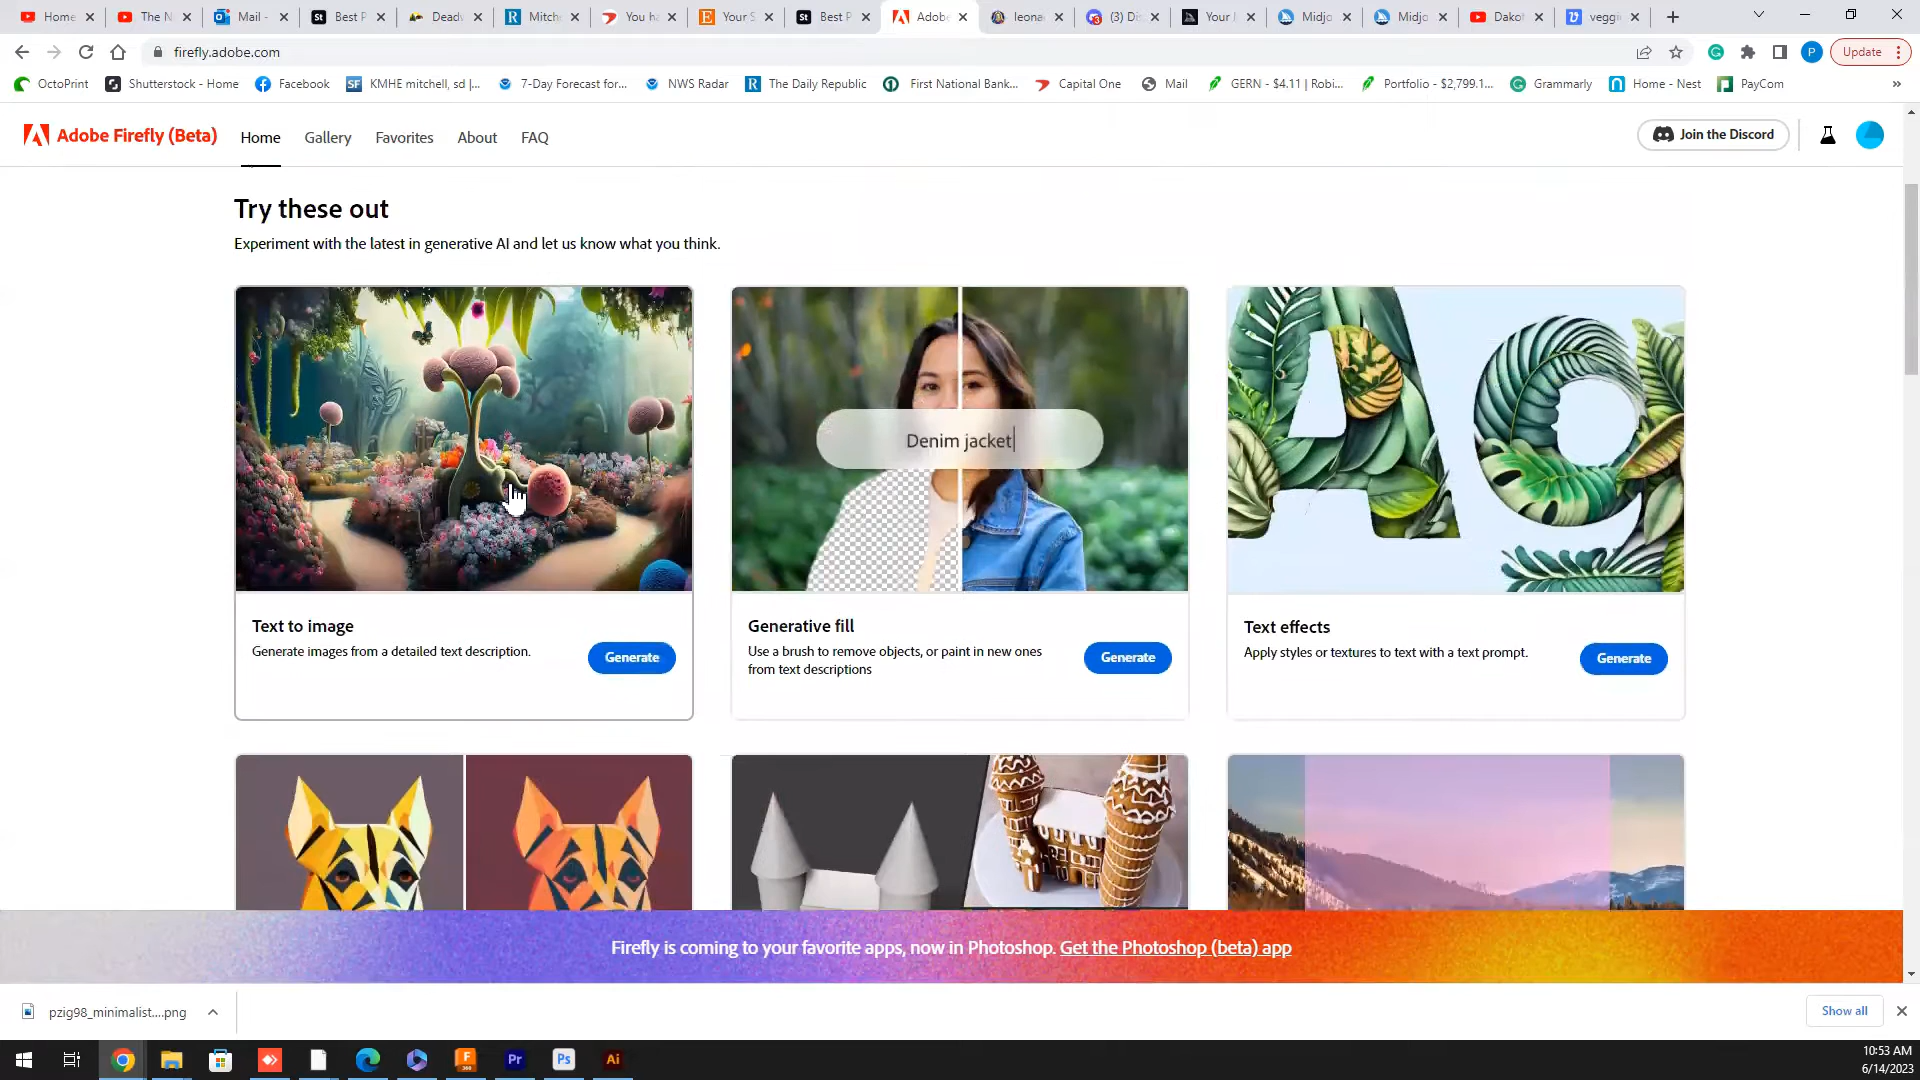 Home
The N
Mail -
Best P
Deadw
Mitch
You ha
Your S
Best P
Adobe
leona
(3) Di
Your J
Midjo
Midjo
Dako
veggi
firefly.adobe.com
Update
OctoPrint
Shutterstock - Home
Facebook
KMHE mitchell, sd |...
7-Day Forecast for...
NWS Radar
The Daily Republic
First National Bank...
Capital One
Mail
GERN - $4.11 | Robi...
Portfolio - $2,799.1...
Grammarly
Home - Nest
PayCom
Adobe Firefly (Beta)
Home
Gallery
Favorites
About
FAQ
Join the Discord
Try these out
Experiment with the latest in generative AI and let us know what you think.
Denim jacket
Ag
Text to image
Generate images from a detailed text description.
Generate
Generative fill
Use a brush to remove objects, or paint in new ones
from text descriptions
Generate
Text effects
Apply styles or textures to text with a text prompt.
Generate
Firefly is coming to your favorite apps, now in Photoshop. Get the Photoshop (beta) app
pzig98_minimalist....png
Show all
Pr
Ps
Ai
10:53 AM
6/14/2023